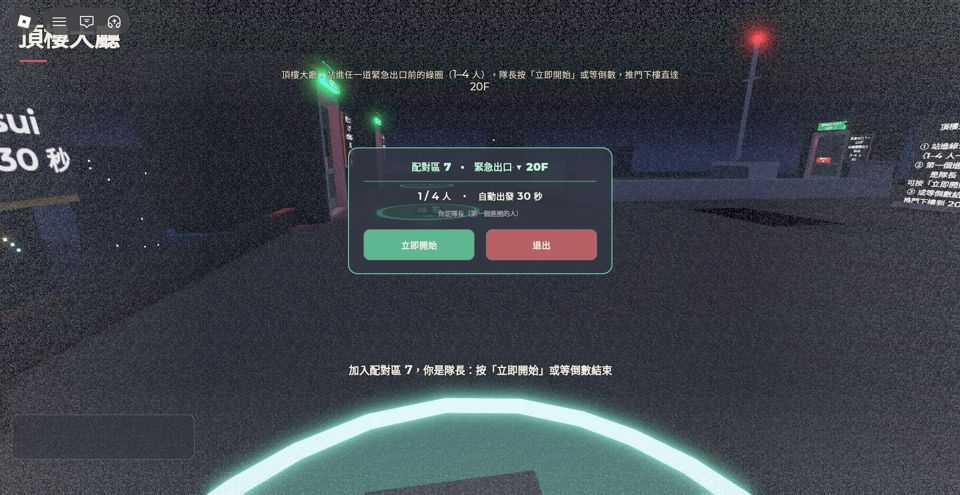 頂樓大廳
頂樓大廳 站進任一道緊急出口前的綠圈（1–4 人），隊長按「立即開始」或等倒數，推門下樓直達
20F
sui
30 秒
配對區 7 • 緊急出口 ▼ 20F
1 / 4 人 • 自動出發 30 秒
你是隊長（第一個進圈的人）
立即開始
退出
加入配對區 7，你是隊長：按「立即開始」或等倒數結束
頂樓
① 站進綠
（1–4 人
② 第一個進
是隊長
可按「立即開始
③ 或等倒數結
推門下樓到 20